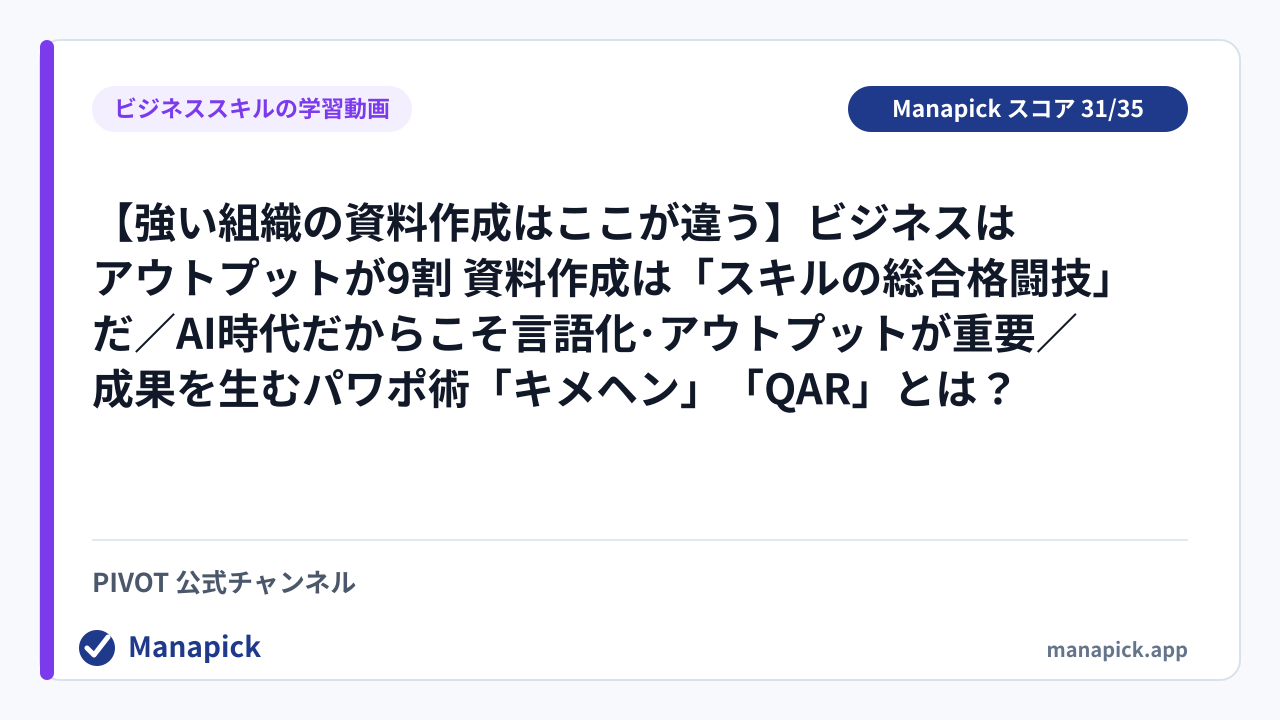 ビジネススキルの学習動画
Manapick スコア 31/35
【強い組織の資料作成はここが違う】ビジネスは
アウトプットが9割 資料作成は「スキルの総合格闘技」
だ／AI時代だからこそ言語化･アウトプットが重要／
成果を生むパワポ術「キメヘン」「QAR」とは？
PIVOT 公式チャンネル
Manapick
manapick.app